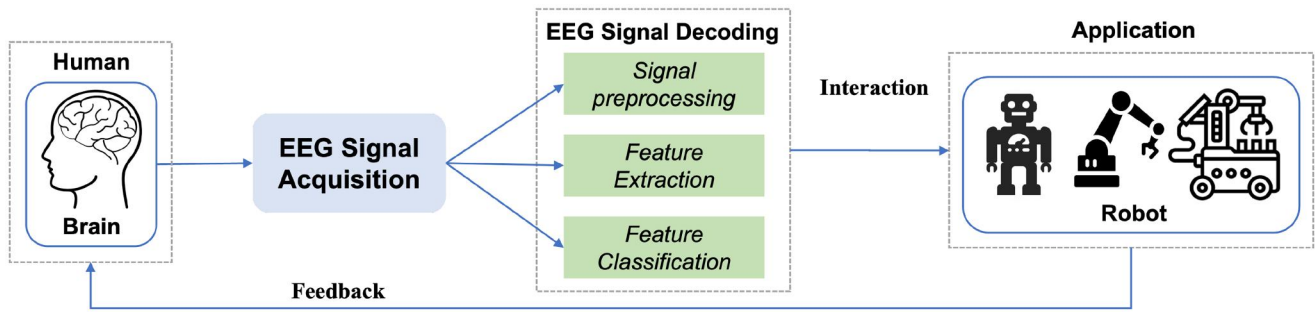 Human
Brain
EEG Signal
Acquisition
EEG Signal Decoding
Signal
preprocessing
Feature
Extraction
Feature
Classification
Interaction
Application
Robot
Feedback